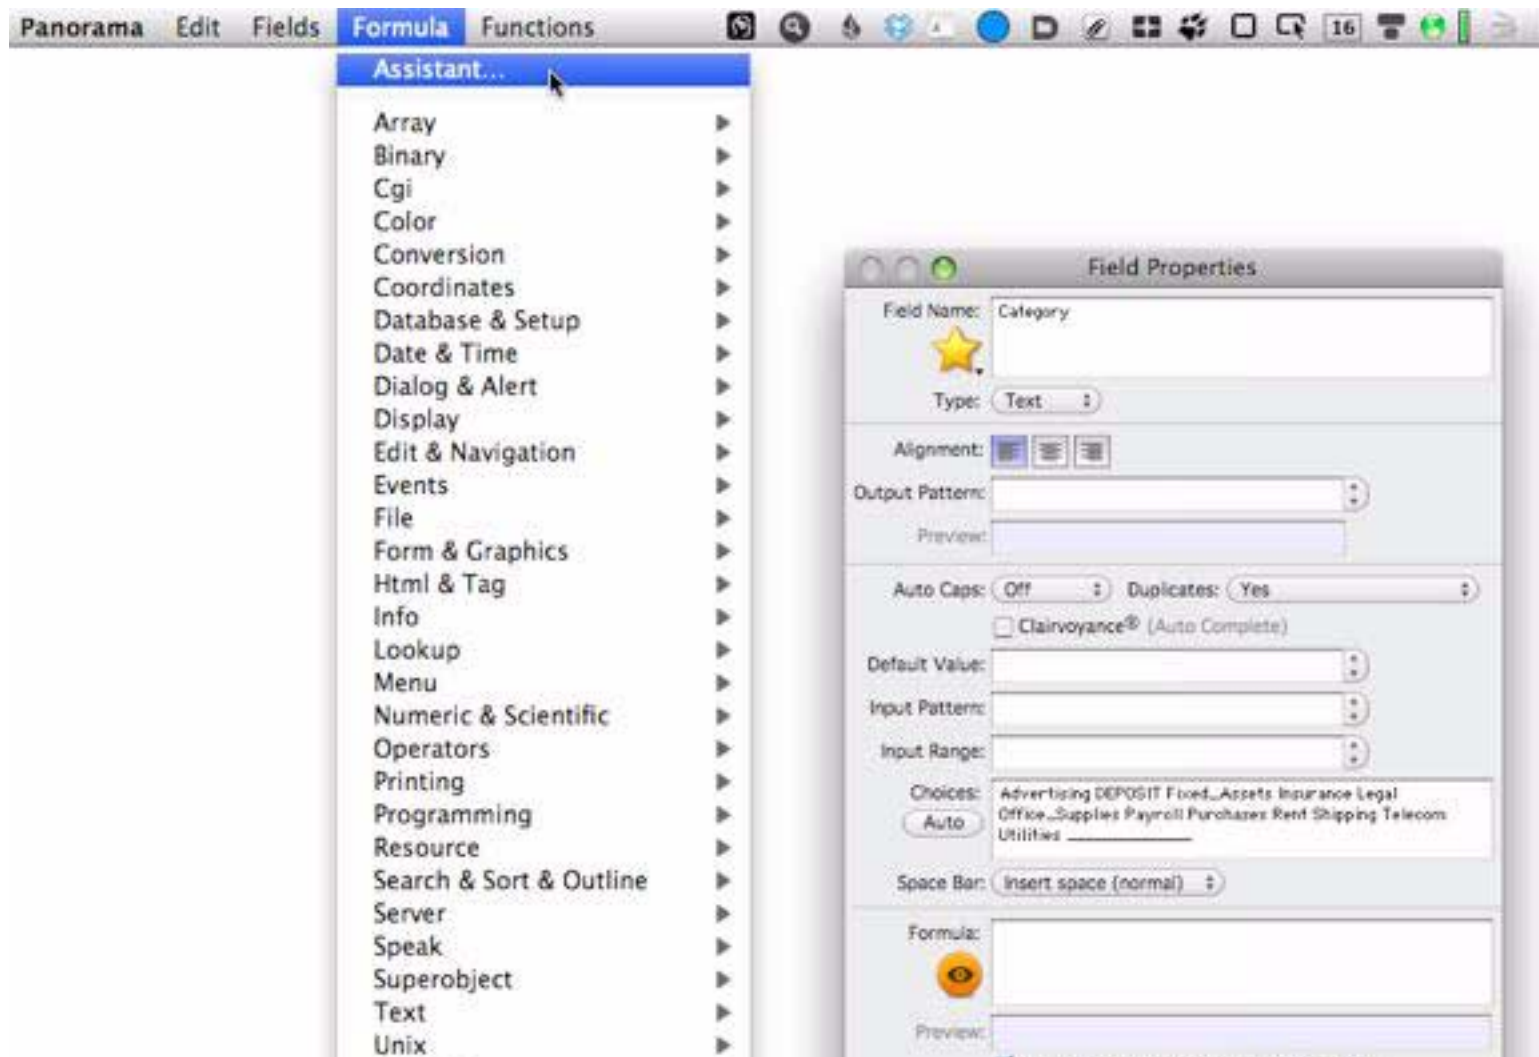 Panorama Edit Fields Formula Functions 16
Assistant...
Array
Binary
Cgi
Color
Conversion
Coordinates
Database & Setup
Date & Time
Dialog & Alert
Display
Edit & Navigation
Events
File
Form & Graphics
Html & Tag
Info
Lookup
Menu
Numeric & Scientific
Operators
Printing
Programming
Resource
Search & Sort & Outline
Server
Speak
Superobject
Text
Unix
Field Properties
Field Name: Category
Type: Text
Alignment:
Output Pattern:
Preview:
Auto Caps: Off Duplicates: Yes
Clairvoyance® (Auto Complete)
Default Value:
Input Pattern:
Input Range:
Choices: Advertising DEPOSIT Fixed_Assets Insurance Legal
Auto Office_Supplies Payroll Purchases Rent Shipping Telecom
Utilities _______________
Space Bar: Insert space (normal)
Formula:
Preview: